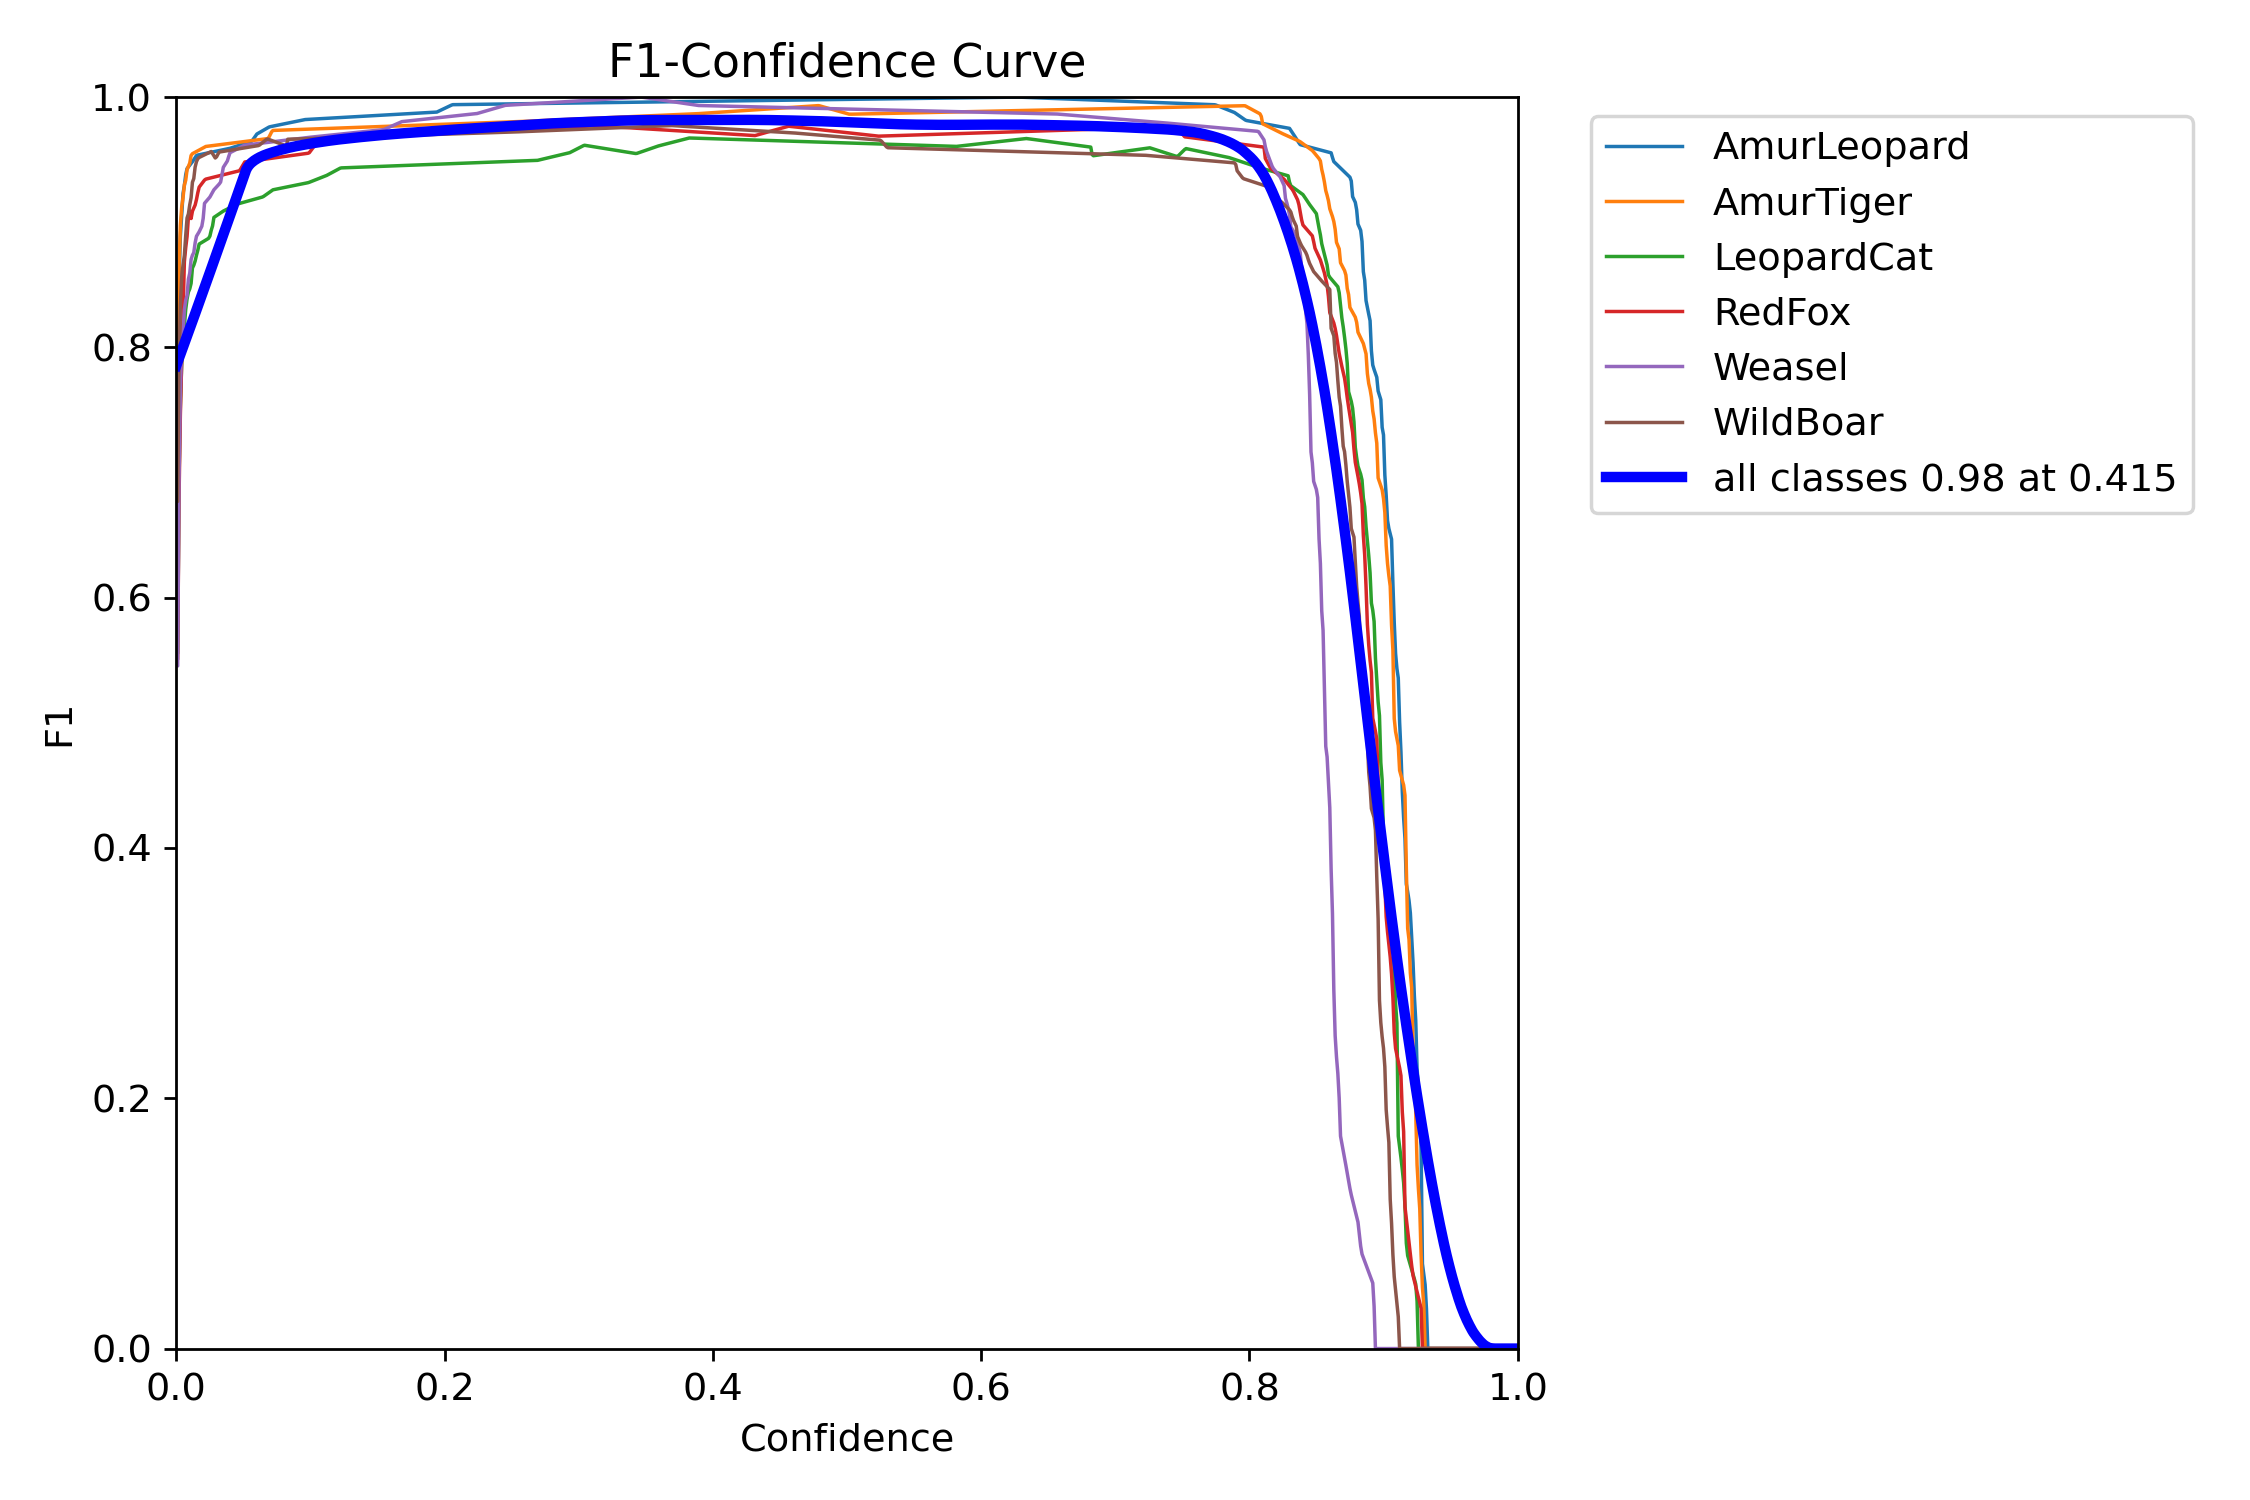 F1-Confidence Curve
1.0
0.8
0.6
0.4
0.2
0.0
F1
0.0 0.2 0.4 0.6 0.8 1.0
Confidence
AmurLeopard
AmurTiger
LeopardCat
RedFox
Weasel
WildBoar
all classes 0.98 at 0.415